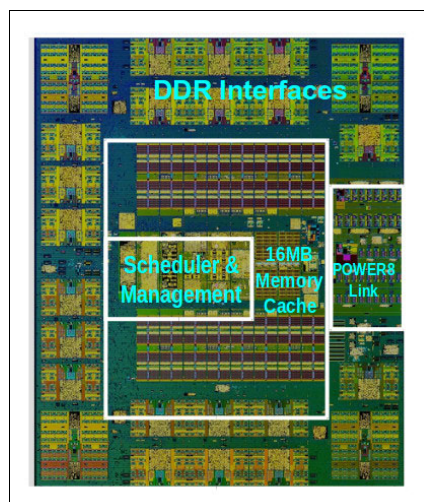 DDR Interfaces
Scheduler &
Management
16MB
Memory
Cache
POWER8
Link